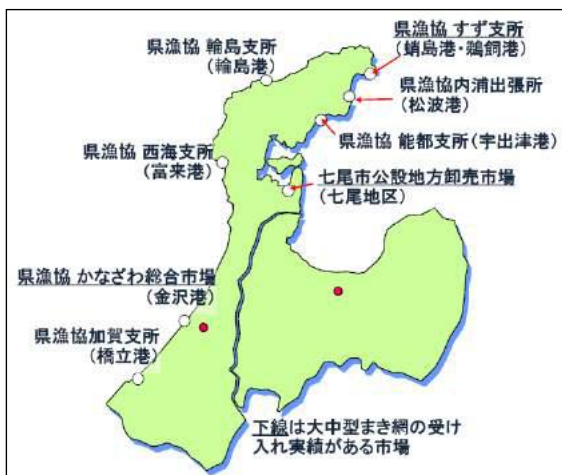 県漁協 すず支所
(蛸島港・鵜飼港)
県漁協 輪島支所
(輪島港)
県漁協内浦出張所
(松波港)
県漁協 能都支所(宇出津港)
県漁協 西海支所
(富来港)
七尾市公設地方卸売市場
(七尾地区)
県漁協 かなざわ総合市場
(金沢港)
県漁協加賀支所
(橋立港)
下線は大中型まき網の受け
入れ実績がある市場